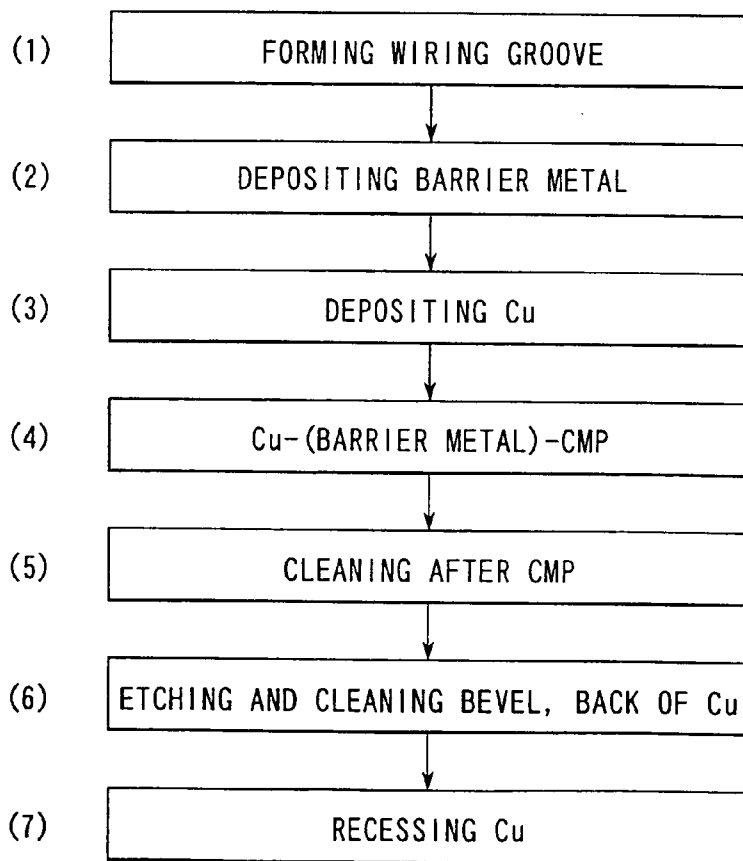 (1) FORMING WIRING GROOVE
(2) DEPOSITING BARRIER METAL
(3) DEPOSITING Cu
(4) Cu-(BARRIER METAL)-CMP
(5) CLEANING AFTER CMP
(6) ETCHING AND CLEANING BEVEL, BACK OF Cu
(7) RECESSING Cu